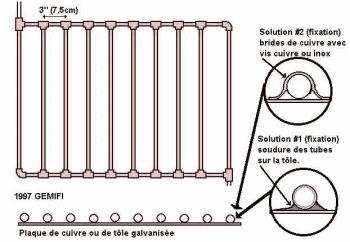 3" (7,5cm)
Solution #2 (fixation)
brides de cuivre avec
vis cuivre ou inox
Solution #1 (fixation)
soudure des tubes
sur la tôle.
1997 GEMIFI
Plaque de cuivre ou de tôle galvanisée